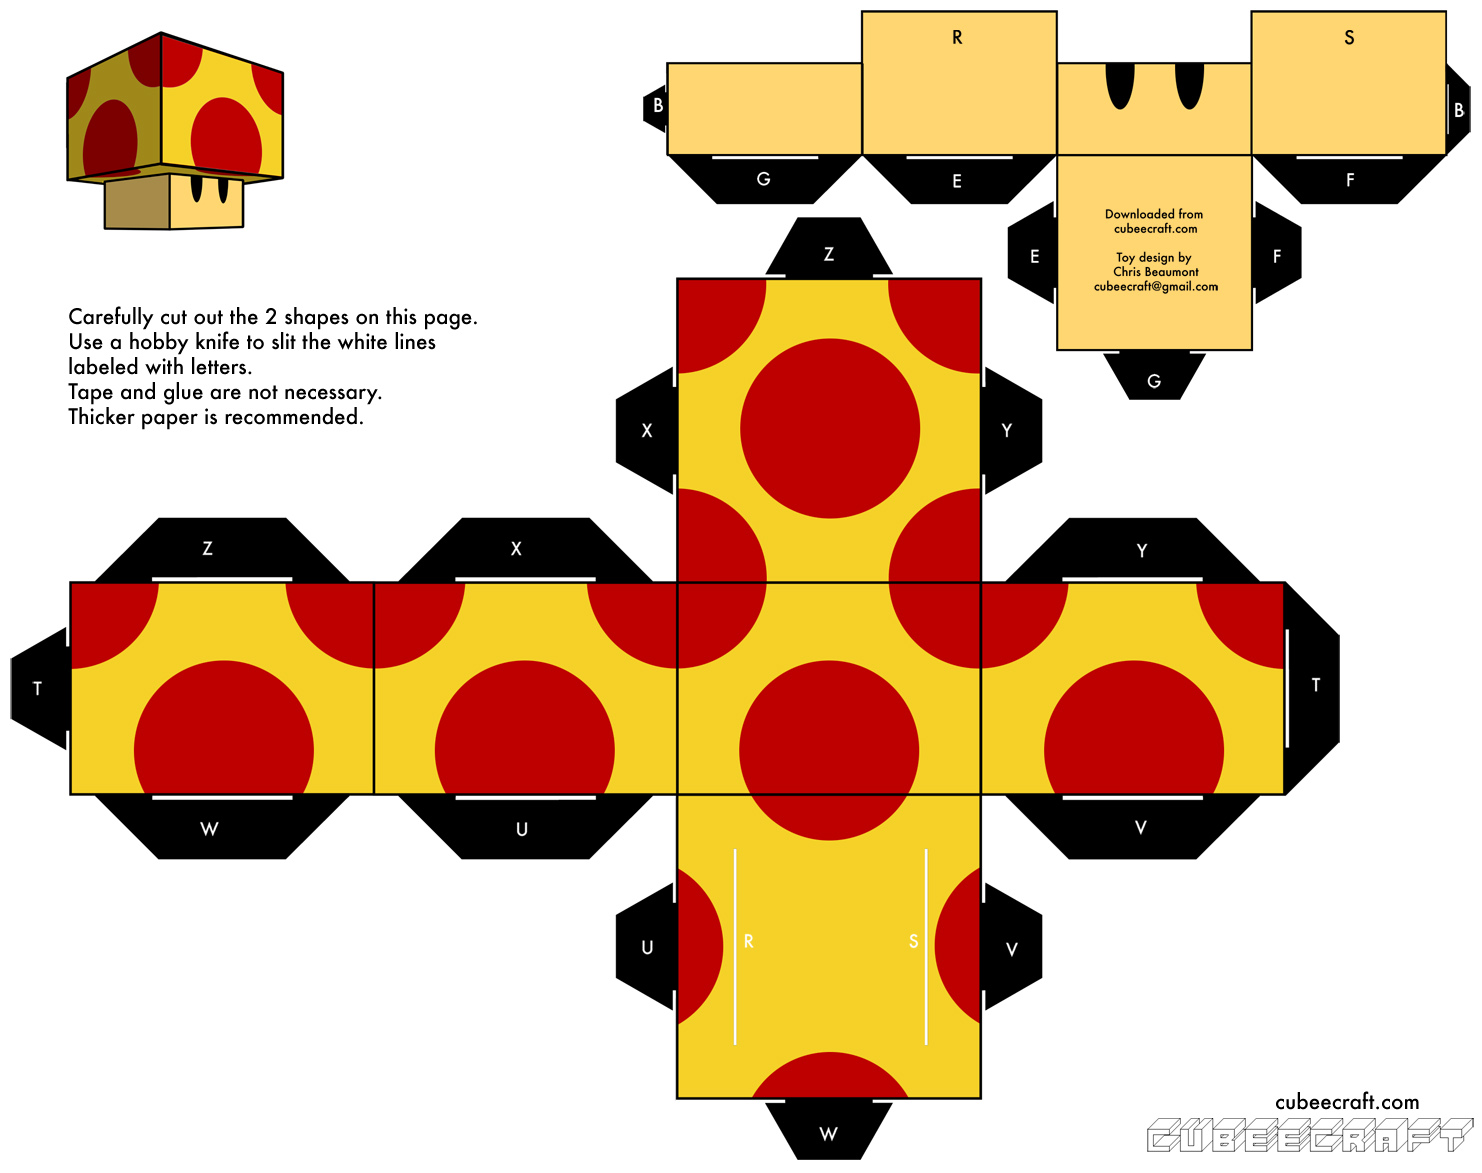 R
S
B
B
G
E
F
Downloaded from
cubeecraft.com
Toy design by
Chris Beaumont
cubeecraft@gmail.com
E
F
G
Z
Carefully cut out the 2 shapes on this page.
Use a hobby knife to slit the white lines
labeled with letters.
Tape and glue are not necessary.
Thicker paper is recommended.
X
Y
Z
X
Y
T
T
W
U
V
U
R
S
V
W
cubeecraft.com
CUBEECRAFT